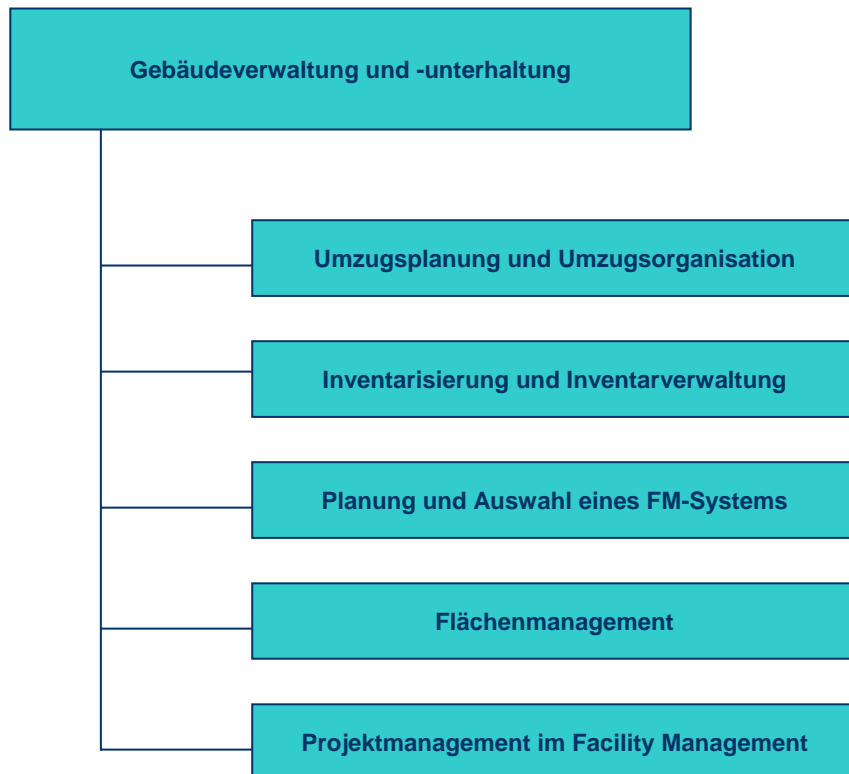 Gebäudeverwaltung und -unterhaltung
Umzugsplanung und Umzugsorganisation
Inventarisierung und Inventarverwaltung
Planung und Auswahl eines FM-Systems
Flächenmanagement
Projektmanagement im Facility Management